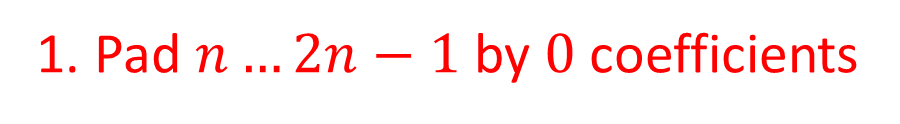 1. Pad n ... 2n − 1 by 0 coefficients